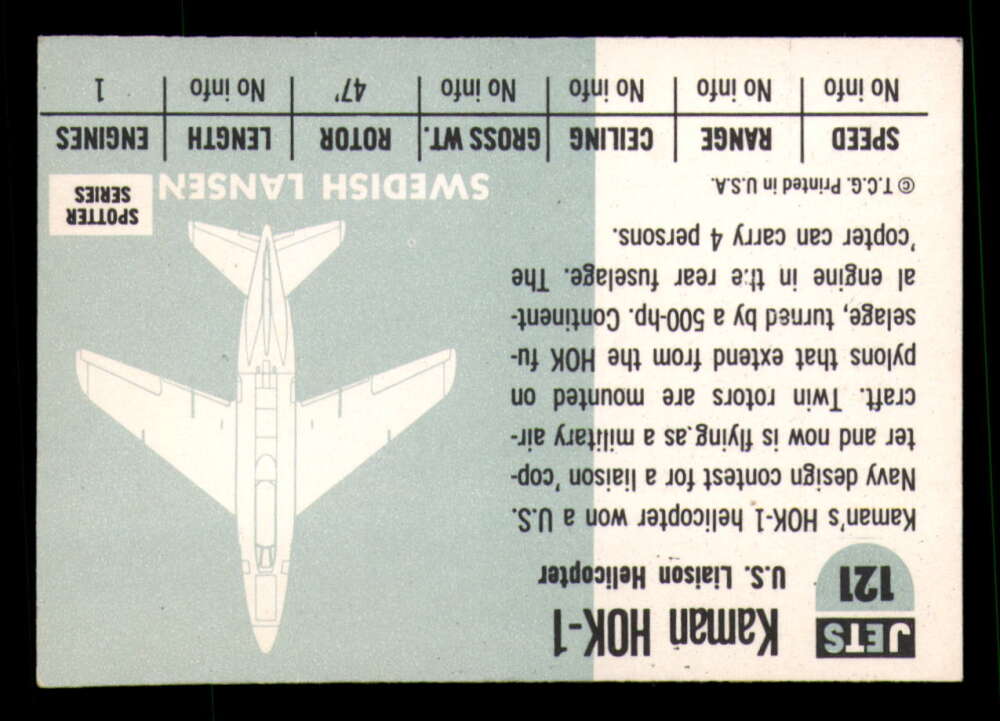 JETS
121
Kaman HOK-1
U.S. Liaison Helicopter
Kaman's HOK-1 helicopter won a U.S.
Navy design contest for a liaison 'cop-
ter and now is flying as a military air-
craft. Twin rotors are mounted on
pylons that extend from the HOK fu-
selage, turned by a 500-hp. Continent-
al engine in the rear fuselage. The
'copter can carry 4 persons.
© T.C.G. Printed in U.S.A.
SPOTTER
SERIES
SWEDISH LANSEN
SPEED RANGE CEILING GROSS WT. ROTOR LENGTH ENGINES
No info No info No info No info 47' No info 1